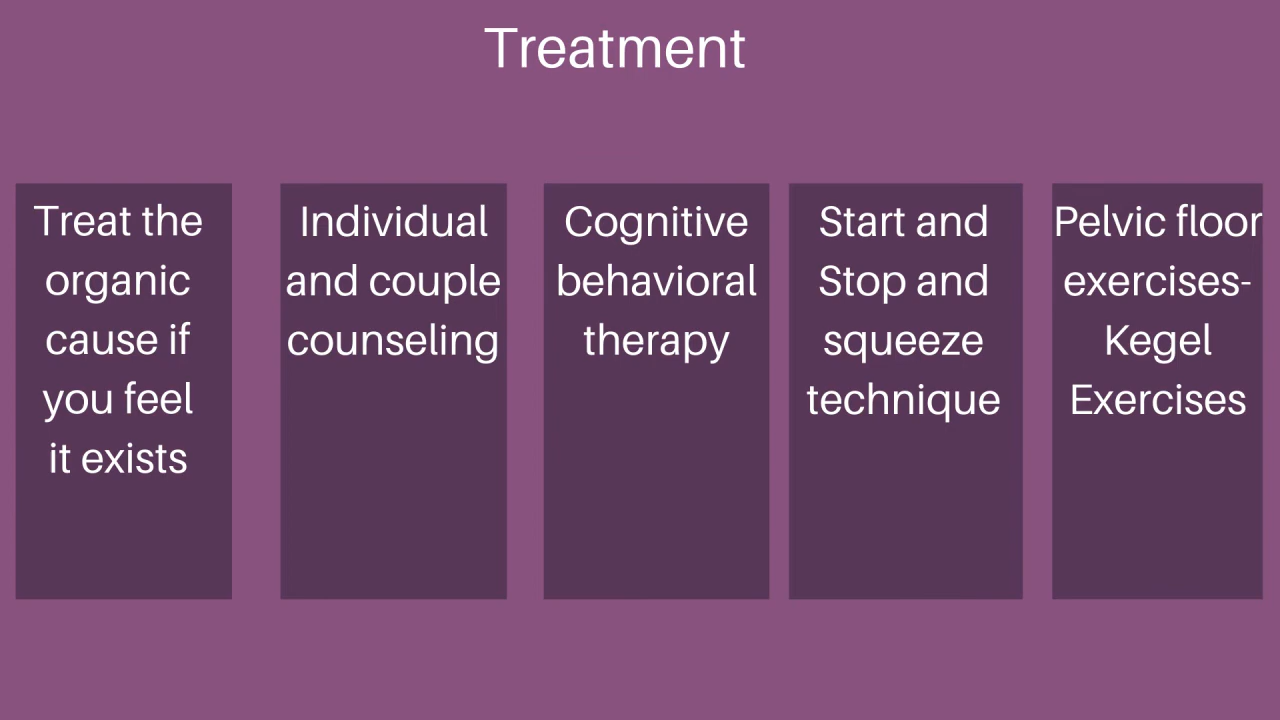 Treatment
Treat the
organic
cause if
you feel
it exists
Individual
and couple
counseling
Cognitive
behavioral
therapy
Start and
Stop and
squeeze
technique
Pelvic floor
exercises-
Kegel
Exercises